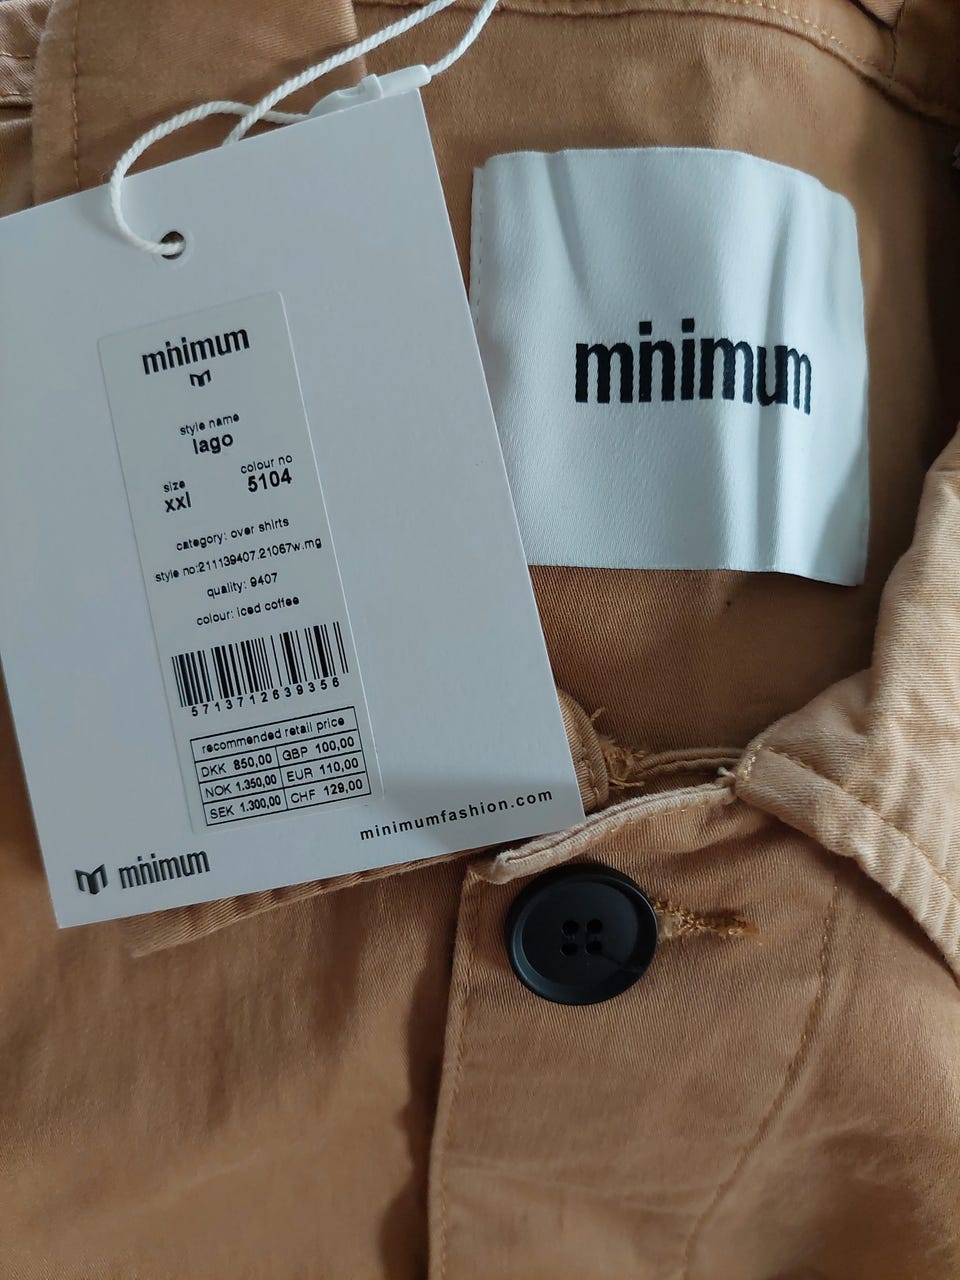 minimum
style name
lago
size
xxl
colour no
5104
category: over shirts
style no:211139407.21067w.mg
quality: 9407
colour: iced coffee
5713712639356
recommended retail price
DKK 850,00 GBP 100,00
NOK 1.350,00 EUR 110,00
SEK 1.300,00 CHF 129,00
minimumfashion.com
minimum
minimum